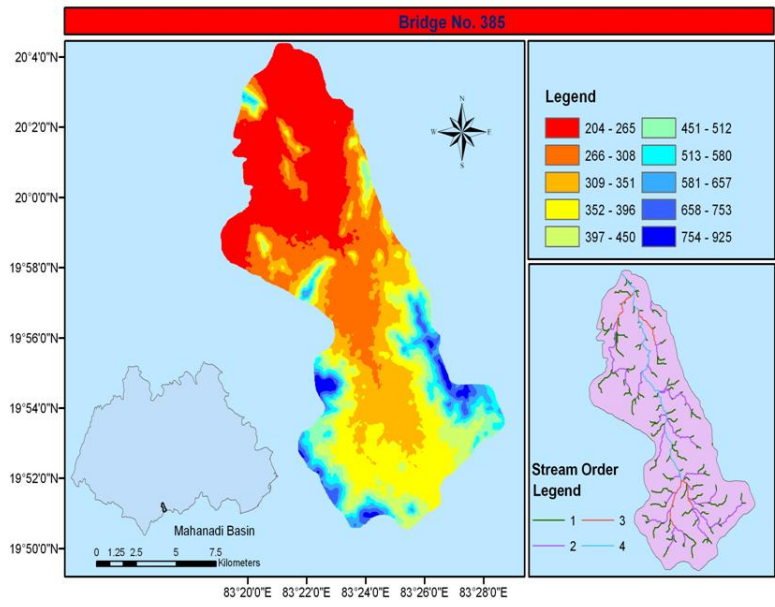 Bridge No. 385
20°4'0"N
20°2'0"N
20°0'0"N
19°58'0"N
19°56'0"N
19°54'0"N
19°52'0"N
19°50'0"N
N
W E
S
Mahanadi Basin
0 1.25 2.5 5 7.5
Kilometers
83°20'0"E 83°22'0"E 83°24'0"E 83°26'0"E 83°28'0"E
Legend
204 - 265 451 - 512
266 - 308 513 - 580
309 - 351 581 - 657
352 - 396 658 - 753
397 - 450 754 - 925
Stream Order
Legend
1 3
2 4